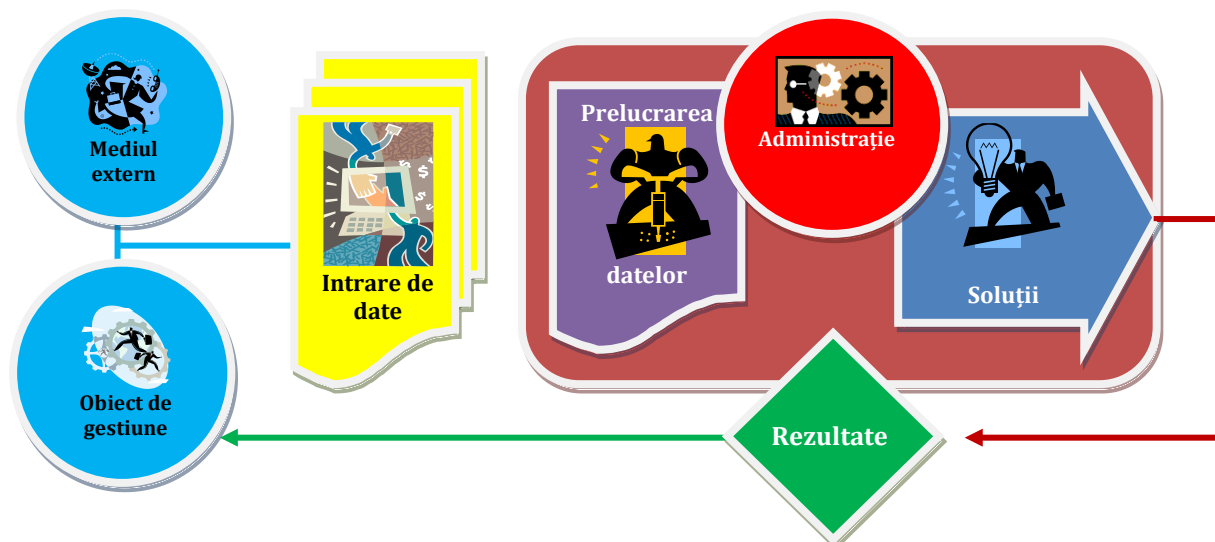 Mediul
extern
Obiect de
gestiune
Intrare de
date
Prelucrarea
datelor
Administrație
Soluții
Rezultate